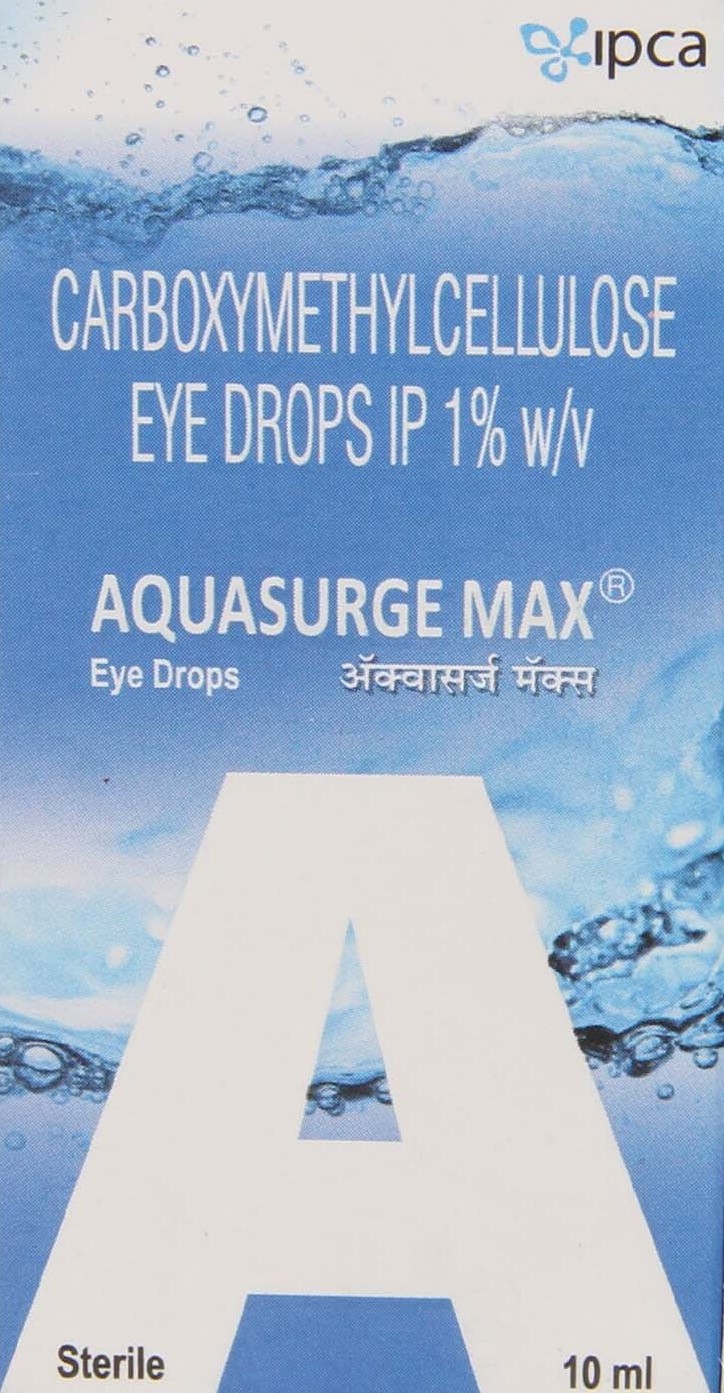 ipca
CARBOXYMETHYLCELLULOSE
EYE DROPS IP 1% w/v
AQUASURGE MAX®
Eye Drops अ‍ॅक्वासर्ज मॅक्स
A
Sterile 10 ml